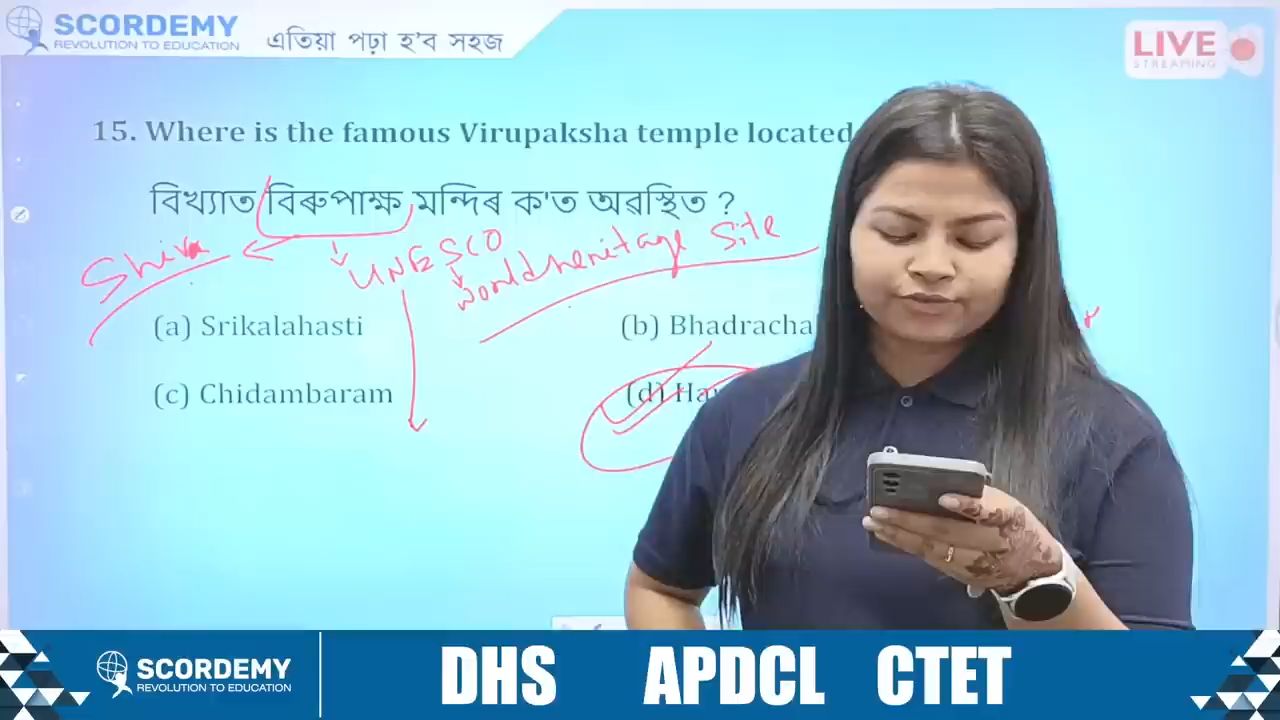 SCORDEMY
REVOLUTION TO EDUCATION
এতিয়া পঢ়া হ'ব সহজ
LIVE
STREAMING
15. Where is the famous Virupaksha temple located
বিখ্যাত বিৰুপাক্ষ মন্দিৰ ক'ত অৱস্থিত ?
Shiva
UNESCO
world heritage Site
(a) Srikalahasti
(b) Bhadracha
(c) Chidambaram
(d) Ha
SCORDEMY
REVOLUTION TO EDUCATION
DHS APDCL CTET